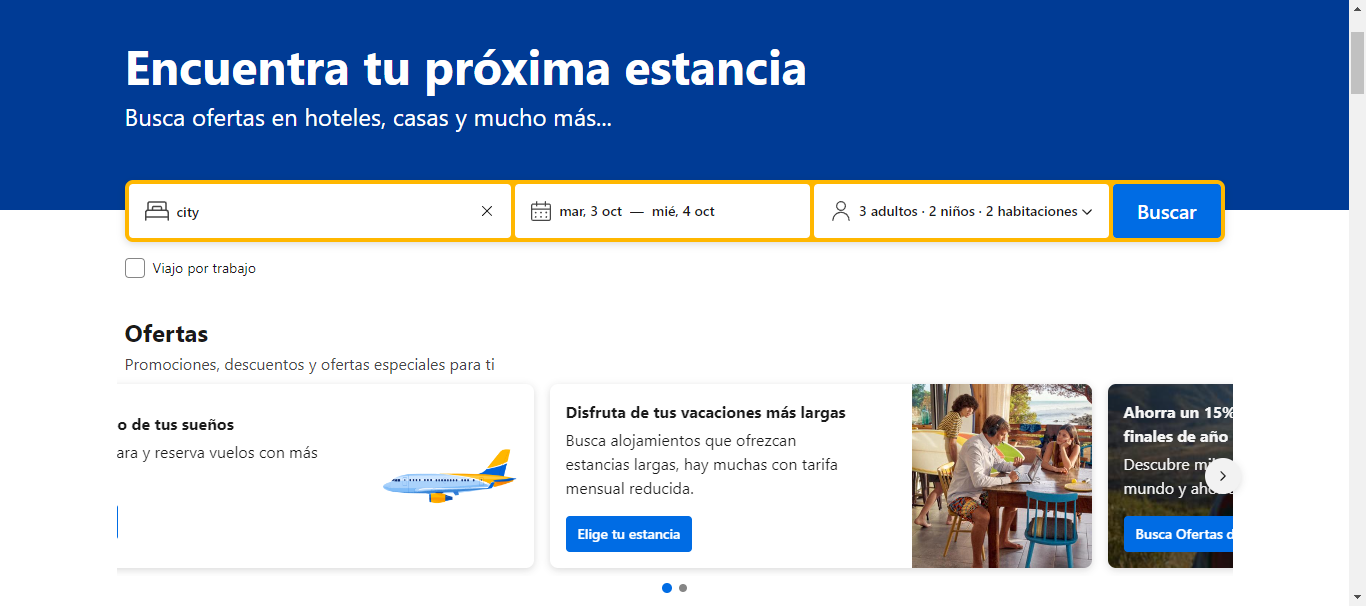 Encuentra tu próxima estancia
Busca ofertas en hoteles, casas y mucho más...
city
mar, 3 oct — mié, 4 oct
3 adultos · 2 niños · 2 habitaciones
Buscar
Viajo por trabajo
Ofertas
Promociones, descuentos y ofertas especiales para ti
o de tus sueños
ara y reserva vuelos con más
Disfruta de tus vacaciones más largas
Busca alojamientos que ofrezcan
estancias largas, hay muchas con tarifa
mensual reducida.
Elige tu estancia
Ahorra un 15%
finales de año
Descubre mi
mundo y aho
Busca Ofertas d